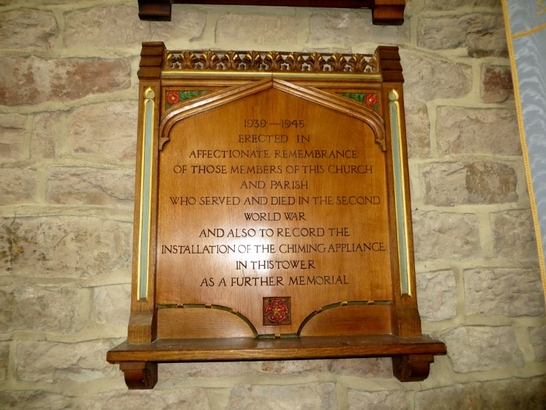 1939—1945
ERECTED IN
AFFECTIONATE REMEMBRANCE
OF THOSE MEMBERS OF THIS CHURCH
AND PARISH
WHO SERVED AND DIED IN THE SECOND
WORLD WAR
AND ALSO TO RECORD THE
INSTALLATION OF THE CHIMING APPLIANCE
IN THIS TOWER
AS A FURTHER MEMORIAL